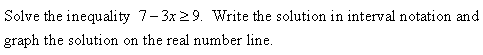 Solve the inequality 7 – 3x ≥ 9. Write the solution in interval notation and
graph the solution on the real number line.